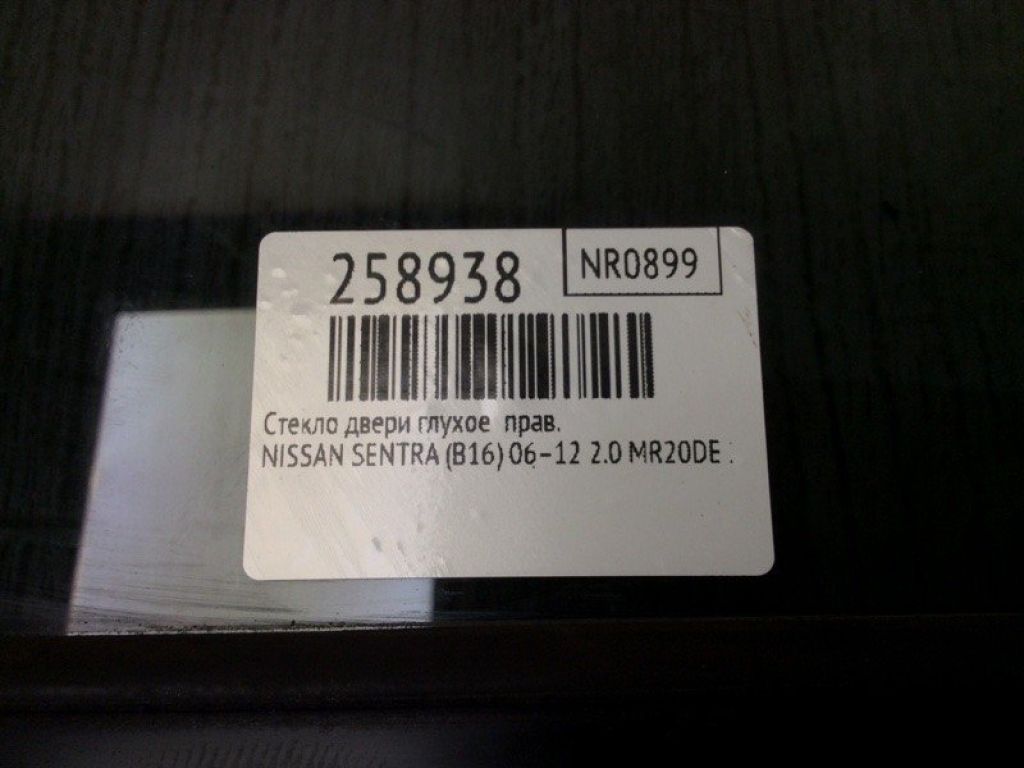 258938
NR0899
Стекло двери глухое прав.
NISSAN SENTRA (B16) 06-12 2.0 MR20DE .